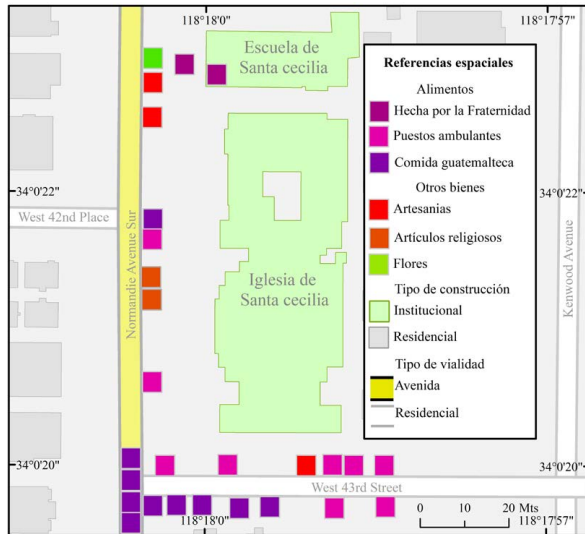 118°18'0"
118°17'57"
Escuela de
Santa cecilia
Referencias espaciales
Alimentos
Hecha por la Fraternidad
Puestos ambulantes
Comida guatemalteca
Otros bienes
Artesanias
Artículos religiosos
Flores
Tipo de construcción
Institucional
Residencial
Tipo de vialidad
Avenida
Residencial
34°0'22"
34°0'22"
West 42nd Place
Normandie Avenue Sur
Kenwood Avenue
Iglesia de
Santa cecilia
34°0'20"
34°0'20"
West 43rd Street
0 10 20 Mts
118°18'0"
118°17'57"